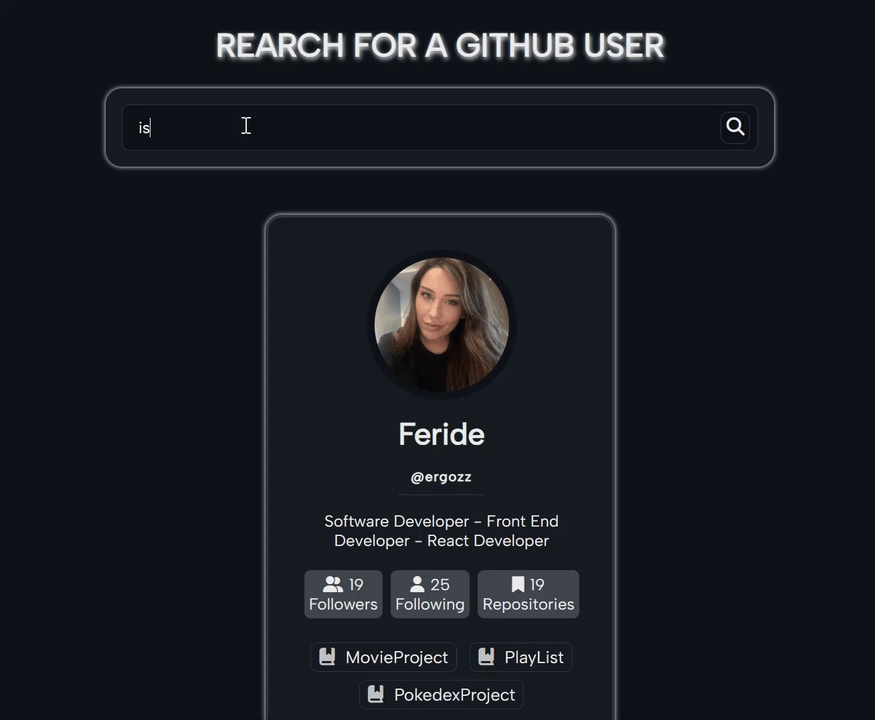 REARCH FOR A GITHUB USER
is
Feride
@ergozz
Software Developer - Front End
Developer - React Developer
19 25 19
Followers Following Repositories
MovieProject PlayList
PokedexProject